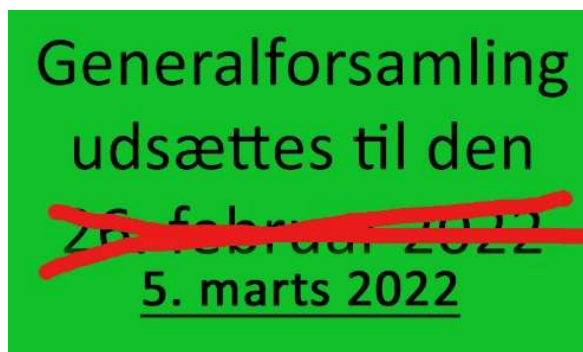 Generalforsamling
udsættes til den
26. februar 2022
5. marts 2022